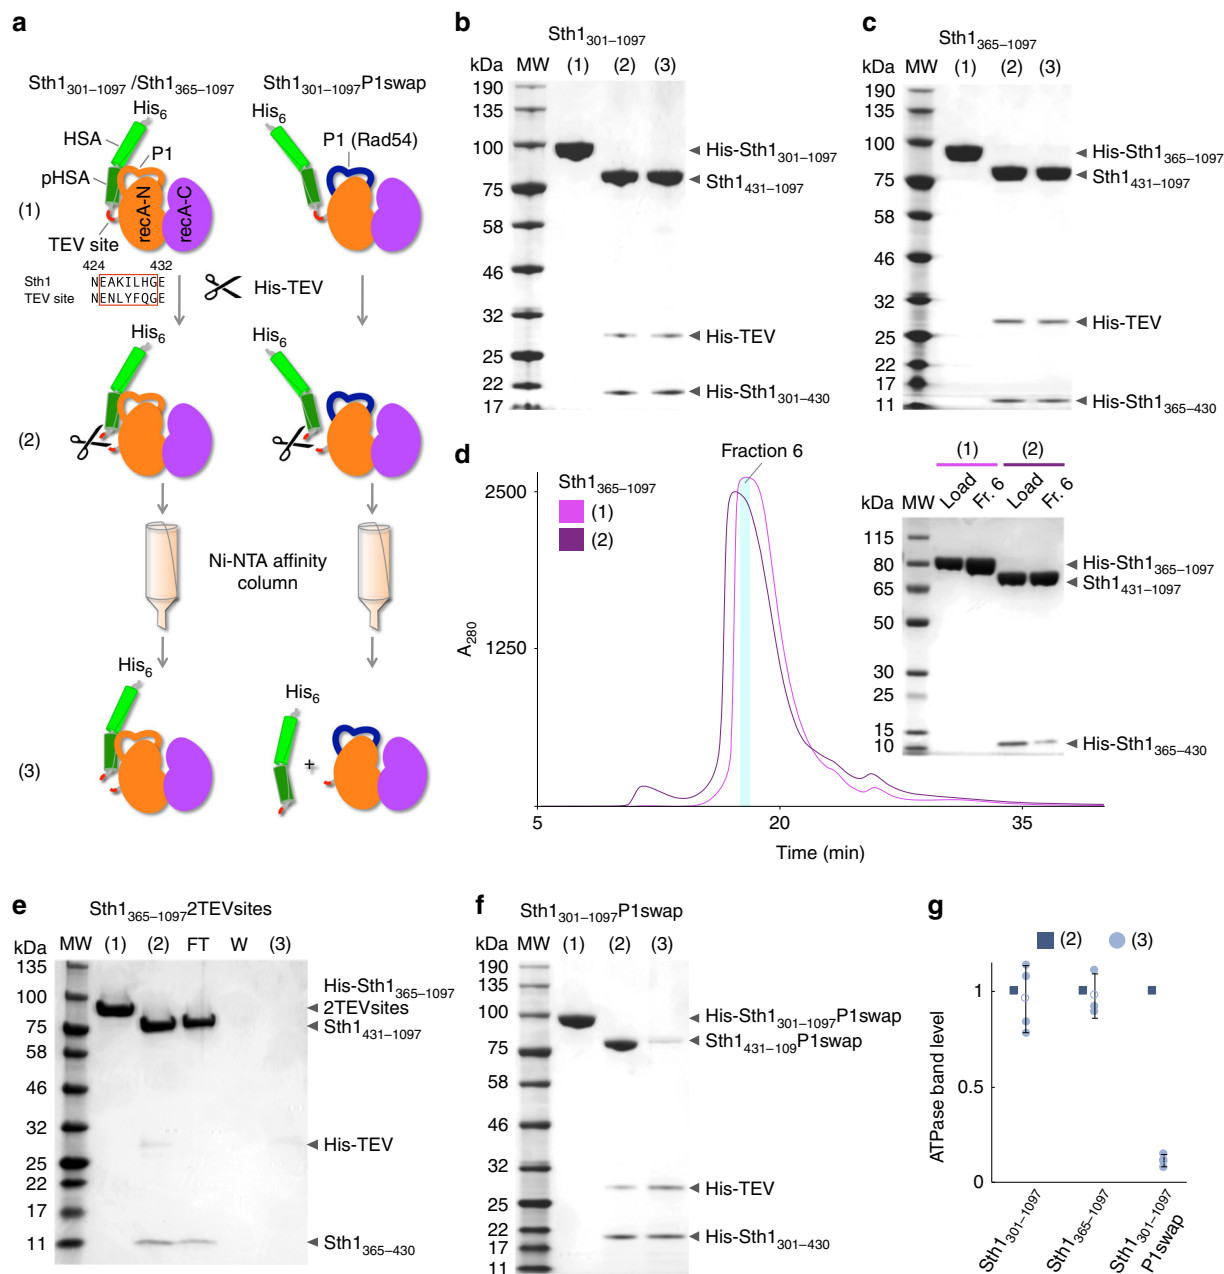 a
Sth1301–1097 /Sth1365–1097
Sth1301–1097P1swap
His6
His6
HSA
P1
P1 (Rad54)
pHSA
recA-N
recA-C
(1)
TEV site
424 432
Sth1 NEAKILHGE
TEV site NENLYFQGE
His-TEV
His6
His6
(2)
Ni-NTA affinity
column
His6
His6
(3)
+
b
Sth1301–1097
kDa MW (1) (2) (3)
190
135
100
75
58
46
32
25
22
17
His-Sth1301-1097
Sth1431-1097
His-TEV
His-Sth1301-430
c
Sth1365–1097
kDa MW (1) (2) (3)
190
135
100
75
58
46
32
25
22
17
11
His-Sth1365-1097
Sth1431-1097
His-TEV
His-Sth1365-430
d
Fraction 6
Sth1365–1097
(1)
(2)
2500
1250
A280
5 20 35
Time (min)
(1) (2)
kDa MW Load Fr. 6 Load Fr. 6
115
80
65
50
30
25
15
10
His-Sth1365–1097
Sth1431–1097
His-Sth1365–430
e
Sth1365–10972TEVsites
kDa MW (1) (2) FT W (3)
135
100
75
58
46
32
25
22
17
11
His-Sth1365-1097
2TEVsites
Sth1431-1097
His-TEV
Sth1365-430
f
Sth1301–1097P1swap
kDa MW (1) (2) (3)
190
135
100
75
58
46
32
25
22
17
11
His-Sth1301-1097P1swap
Sth1431-109P1swap
His-TEV
His-Sth1301-430
g
(2) (3)
1
0.5
0
ATPase band level
Sth1301–1097
Sth1365–1097
Sth1301–1097
P1swap